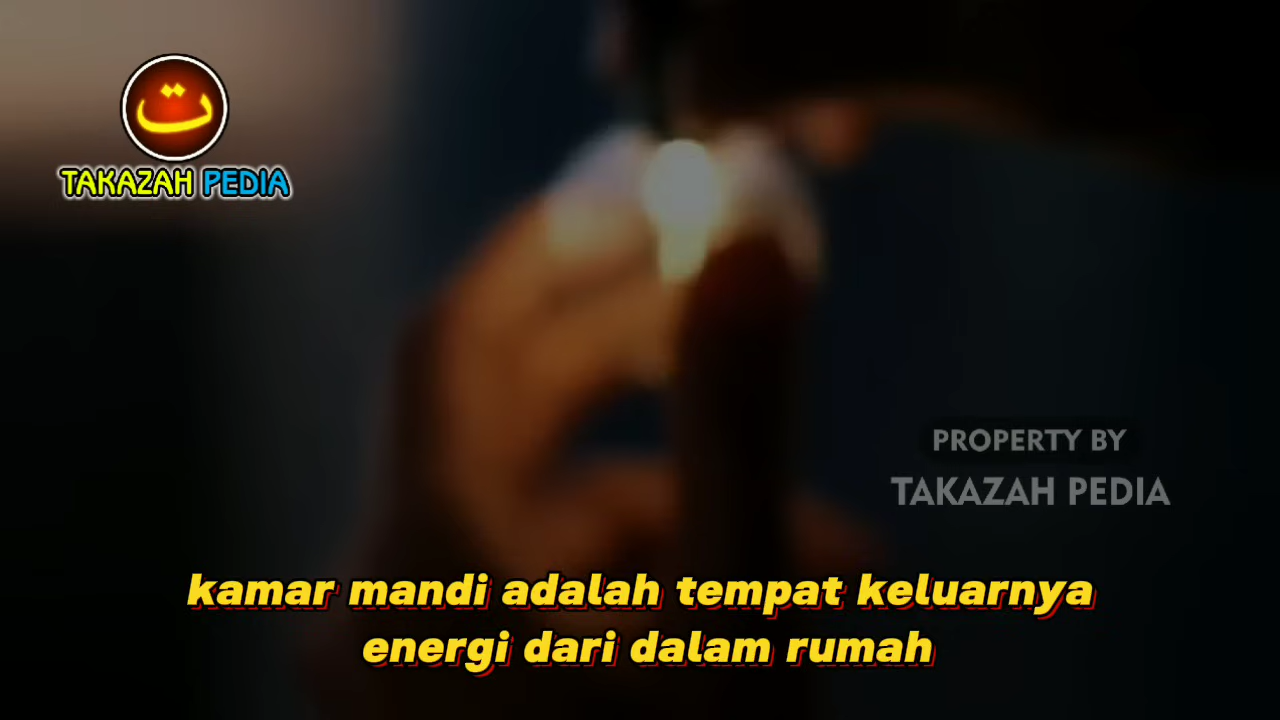 ت
TAKAZAH PEDIA
PROPERTY BY
TAKAZAH PEDIA
kamar mandi adalah tempat keluarnya
energi dari dalam rumah